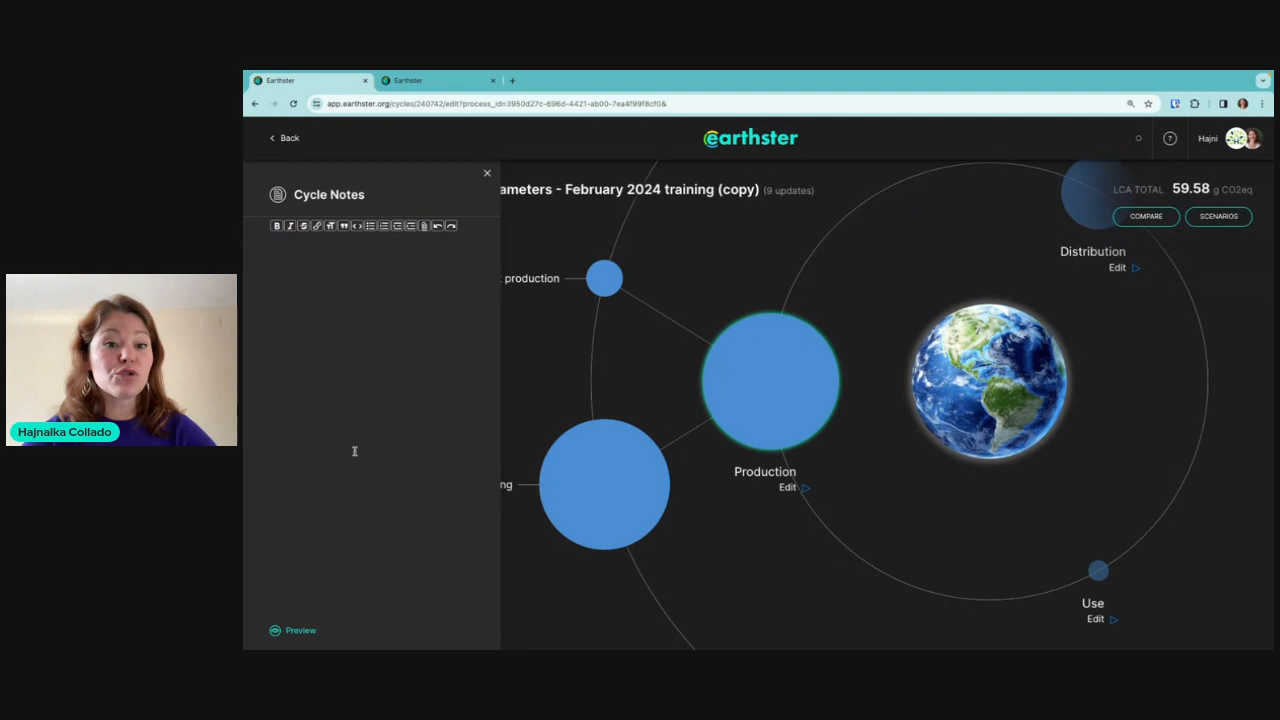 Earthster
Earthster
app.earthster.org/cycles/240742/edit?process_id=3950d27c-696d-4421-ab00-7ea4f99f8cf0&
Back
earthster
Hajni
Cycle Notes
ameters - February 2024 training (copy) (9 updates)
LCA TOTAL 59.58 g CO2eq
COMPARE SCENARIOS
Distribution
Edit
production
Production
Edit
ng
Use
Edit
Preview
Hajnalka Collado